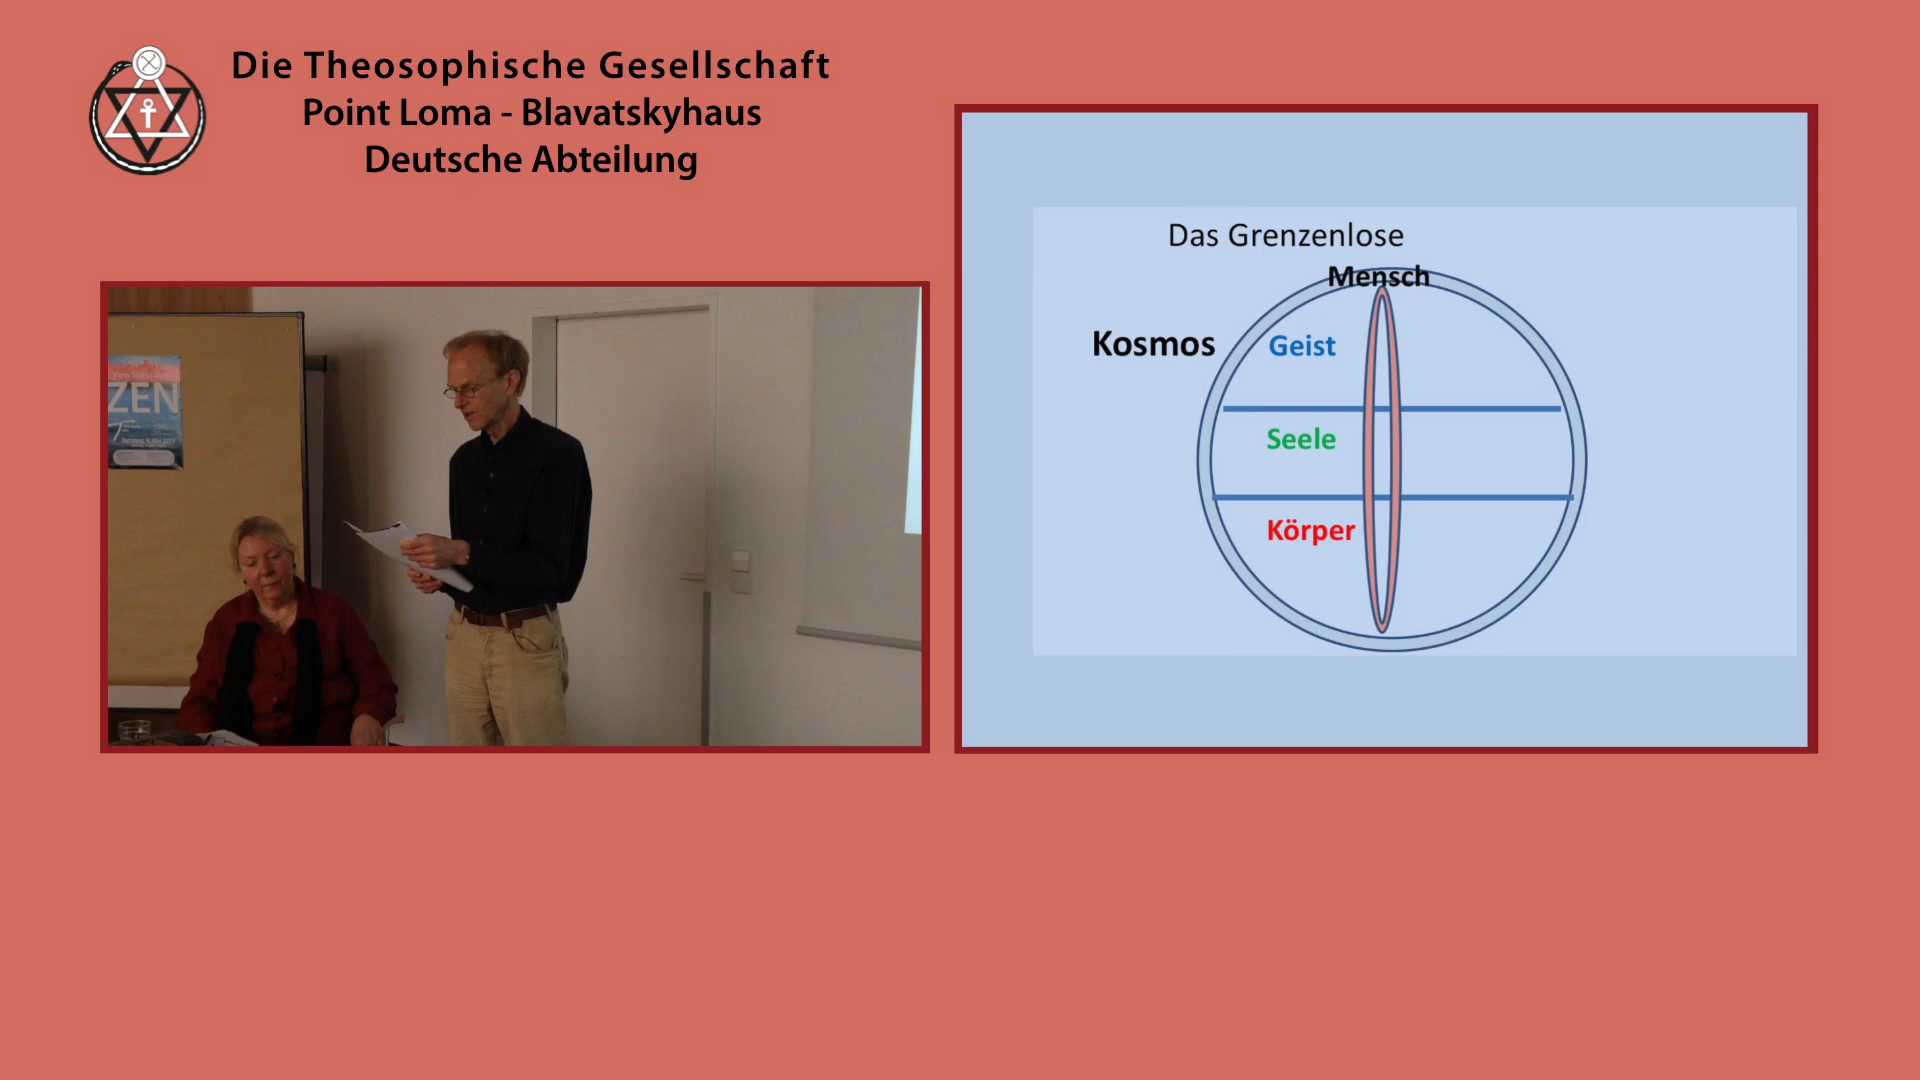 Die Theosophische Gesellschaft
Point Loma - Blavatskyhaus
Deutsche Abteilung
ZEN
Das Grenzenlose
Mensch
Kosmos
Geist
Seele
Körper